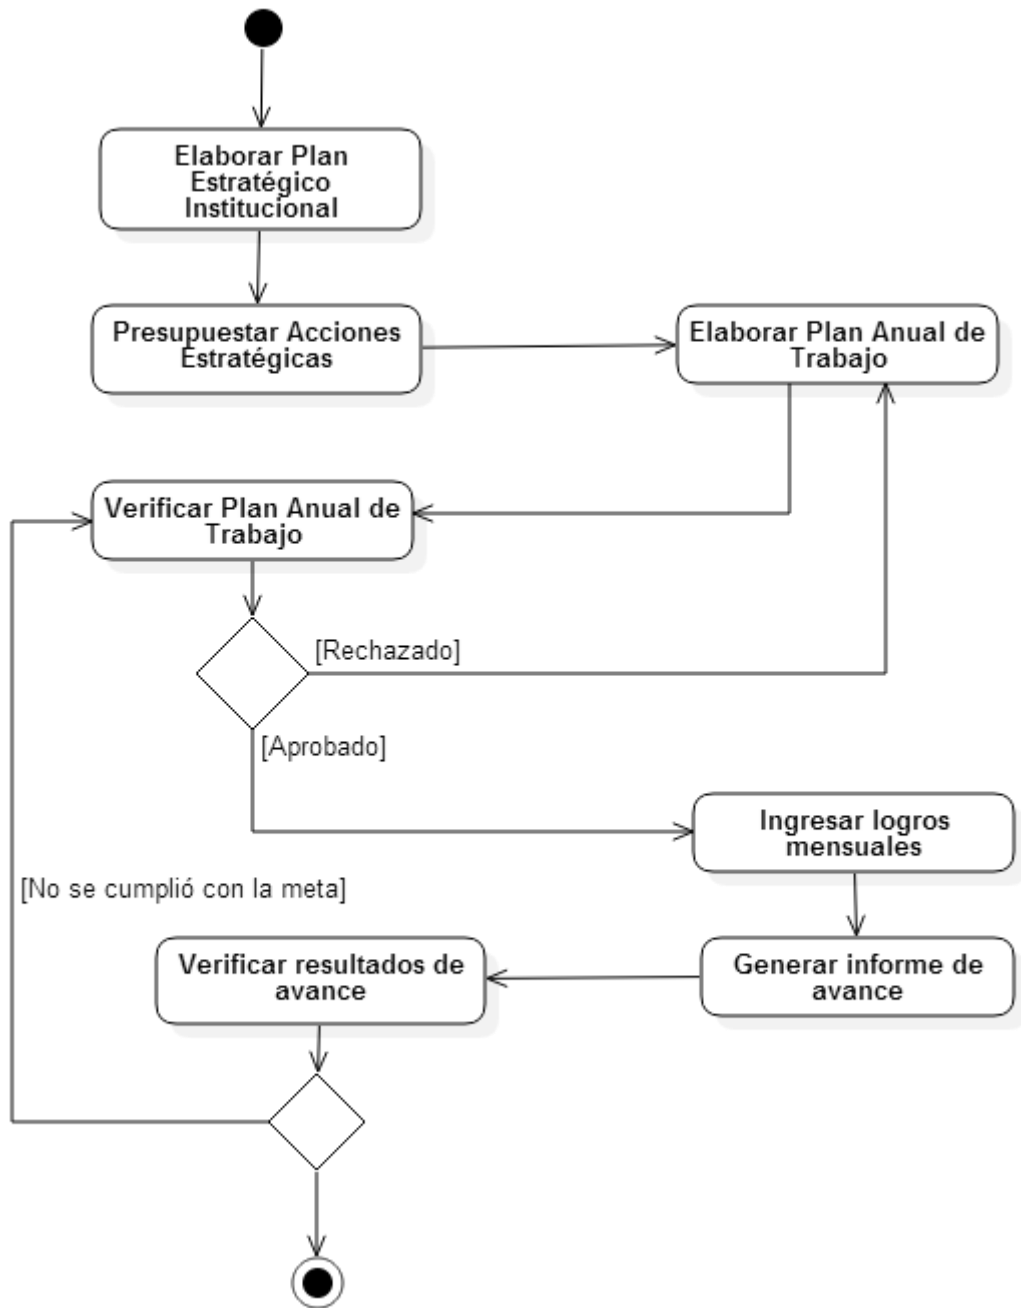 Elaborar Plan
Estratégico
Institucional
Presupuestar Acciones
Estratégicas
Elaborar Plan Anual de
Trabajo
Verificar Plan Anual de
Trabajo
[Rechazado]
[Aprobado]
Ingresar logros
mensuales
[No se cumplió con la meta]
Verificar resultados de
avance
Generar informe de
avance